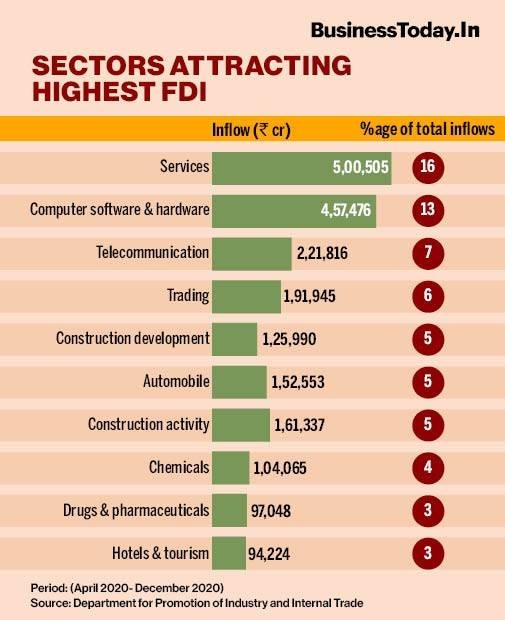 BusinessToday.In
SECTORS ATTRACTING
HIGHEST FDI
Inflow (₹ cr) %age of total inflows
Services 5,00,505 16
Computer software & hardware 4,57,476 13
Telecommunication 2,21,816 7
Trading 1,91,945 6
Construction development 1,25,990 5
Automobile 1,52,553 5
Construction activity 1,61,337 5
Chemicals 1,04,065 4
Drugs & pharmaceuticals 97,048 3
Hotels & tourism 94,224 3
Period: (April 2020- December 2020)
Source: Department for Promotion of Industry and Internal Trade